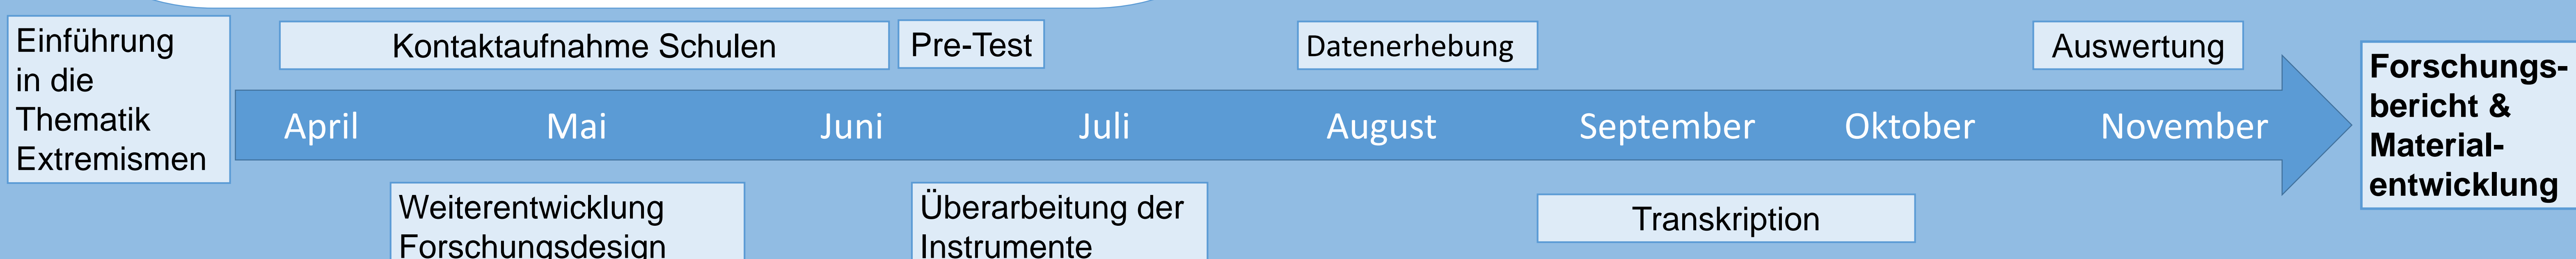 Einführung
in die
Thematik
Extremismen
Kontaktaufnahme Schulen
Pre-Test
Datenerhebung
Auswertung
April Mai Juni Juli August September Oktober November
Weiterentwicklung
Forschungsdesign
Überarbeitung der
Instrumente
Transkription
Forschungs-
bericht &
Material-
entwicklung